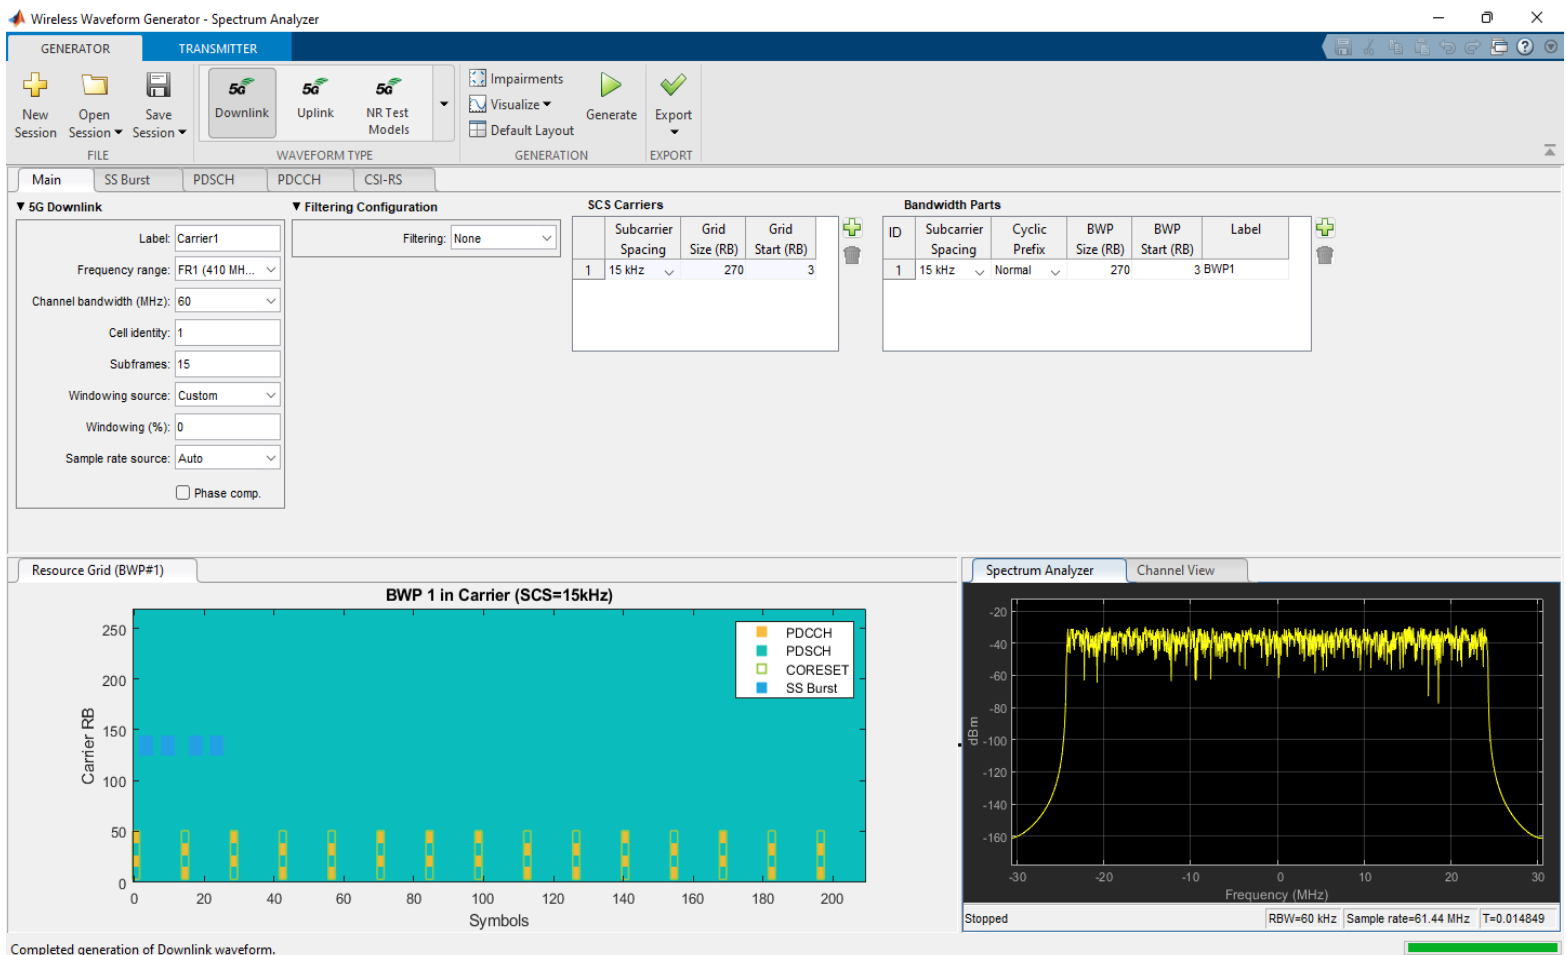 Wireless Waveform Generator - Spectrum Analyzer
GENERATOR TRANSMITTER
New Session
Open Session
Save Session
FILE
5G Downlink
5G Uplink
5G NR Test Models
WAVEFORM TYPE
Impairments
Visualize
Default Layout
Generate
GENERATION
Export
EXPORT
Main SS Burst PDSCH PDCCH CSI-RS
5G Downlink
Label: Carrier1
Frequency range: FR1 (410 MH...
Channel bandwidth (MHz): 60
Cell identity: 1
Subframes: 15
Windowing source: Custom
Windowing (%): 0
Sample rate source: Auto
Phase comp.
Filtering Configuration
Filtering: None
SCS Carriers
Subcarrier Spacing Grid Size (RB) Grid Start (RB)
1 15 kHz 270 3
Bandwidth Parts
ID Subcarrier Spacing Cyclic Prefix BWP Size (RB) BWP Start (RB) Label
1 15 kHz Normal 270 3 BWP1
Resource Grid (BWP#1)
BWP 1 in Carrier (SCS=15kHz)
PDCCH
PDSCH
CORESET
SS Burst
Carrier RB
250
200
150
100
50
0
0 20 40 60 80 100 120 140 160 180 200
Symbols
Spectrum Analyzer Channel View
dBm
-20
-40
-60
-80
-100
-120
-140
-160
-30 -20 -10 0 10 20 30
Frequency (MHz)
Stopped RBW=60 kHz Sample rate=61.44 MHz T=0.014849
Completed generation of Downlink waveform.